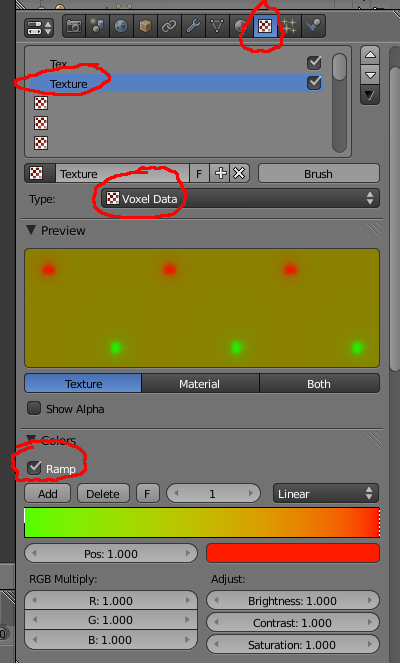 Tex
Texture
Texture F Brush
Type: Voxel Data
Preview
Texture Material Both
Show Alpha
Colors
Ramp
Add Delete F 1 Linear
Pos: 1.000
RGB Multiply: Adjust:
R: 1.000 Brightness: 1.000
G: 1.000 Contrast: 1.000
B: 1.000 Saturation: 1.000